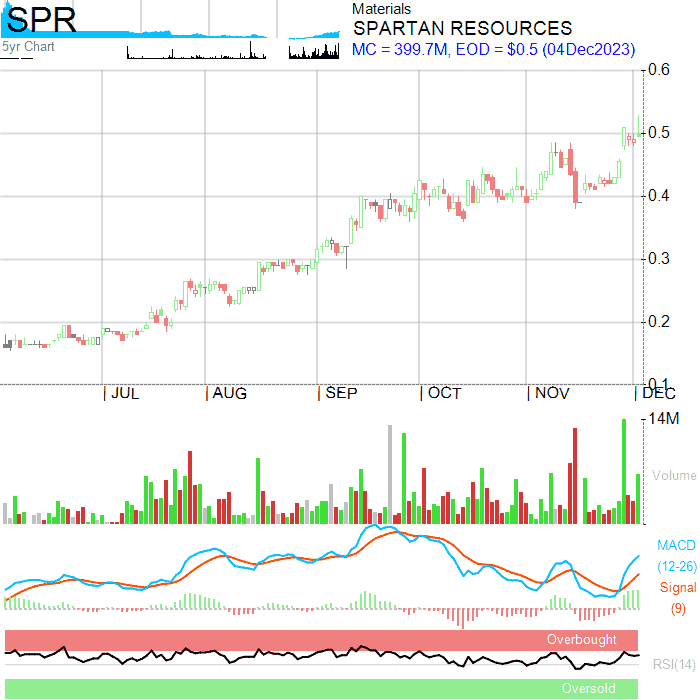 SPR
5yr Chart
Materials
SPARTAN RESOURCES
MC = 399.7M, EOD = $0.5 (04Dec2023)
0.6
0.5
0.4
0.3
0.2
0.1
JUL AUG SEP OCT NOV DEC
14M
Volume
MACD
(12-26)
Signal
(9)
Overbought
RSI(14)
Oversold